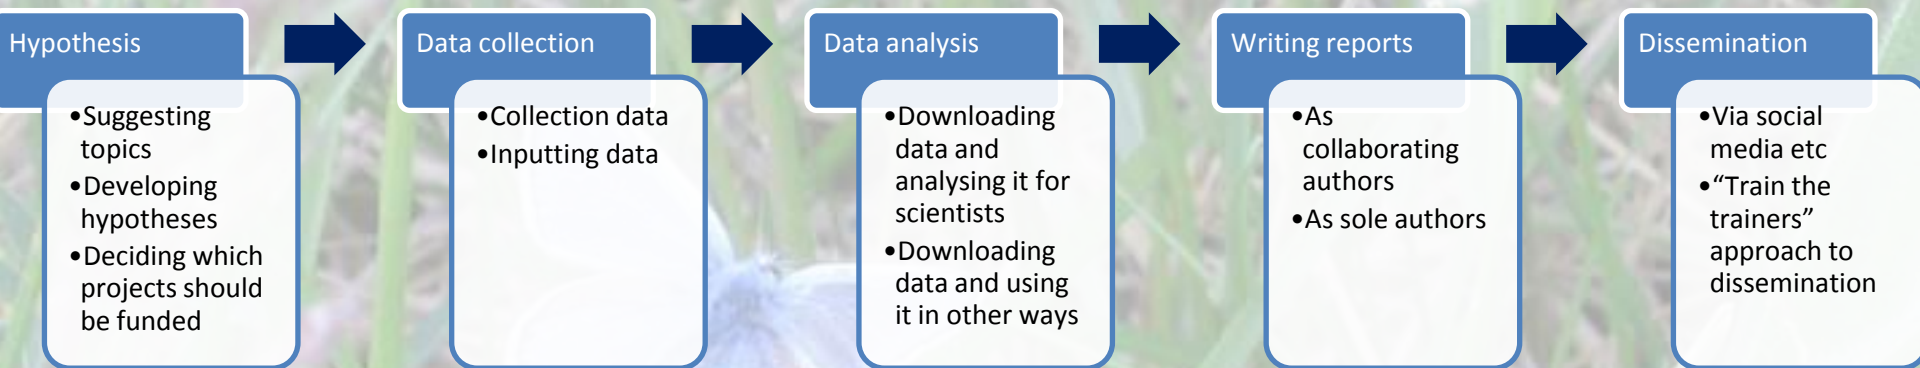 Hypothesis
•Suggesting
topics
•Developing
hypotheses
•Deciding which
projects should
be funded
Data collection
•Collection data
•Inputting data
Data analysis
•Downloading
data and
analysing it for
scientists
•Downloading
data and using
it in other ways
Writing reports
•As
collaborating
authors
•As sole authors
Dissemination
•Via social
media etc
•“Train the
trainers”
approach to
dissemination